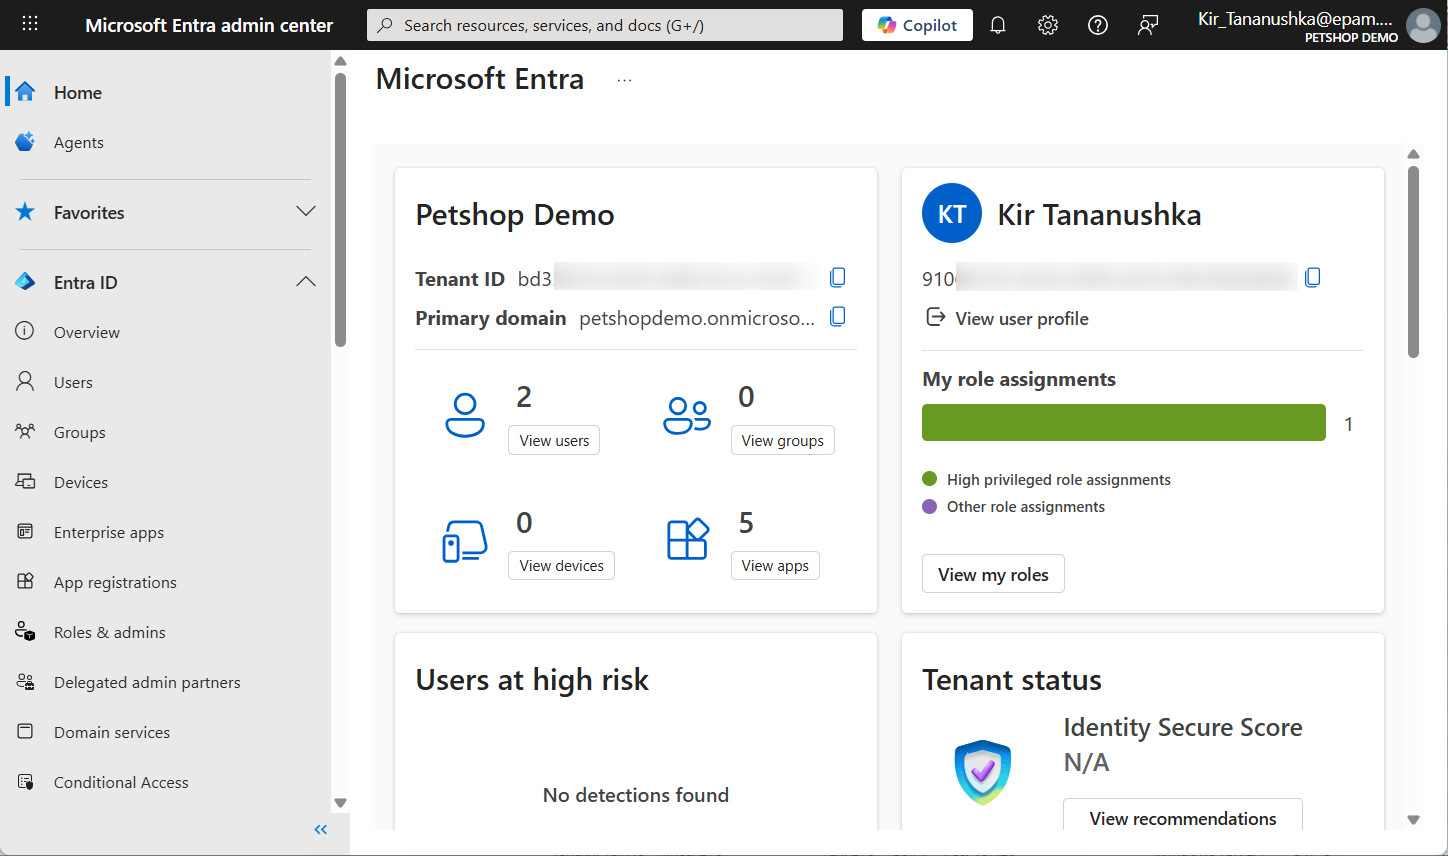 Microsoft Entra admin center
Search resources, services, and docs (G+/)
Copilot
Kir_Tananushka@epam....
PETSHOP DEMO
Home
Agents
Favorites
Entra ID
Overview
Users
Groups
Devices
Enterprise apps
App registrations
Roles & admins
Delegated admin partners
Domain services
Conditional Access
Microsoft Entra
...
Petshop Demo
Tenant ID bd3
Primary domain petshopdemo.onmicroso...
2
View users
0
View groups
0
View devices
5
View apps
KT
Kir Tananushka
910
View user profile
My role assignments
1
High privileged role assignments
Other role assignments
View my roles
Users at high risk
No detections found
Tenant status
Identity Secure Score
N/A
View recommendations